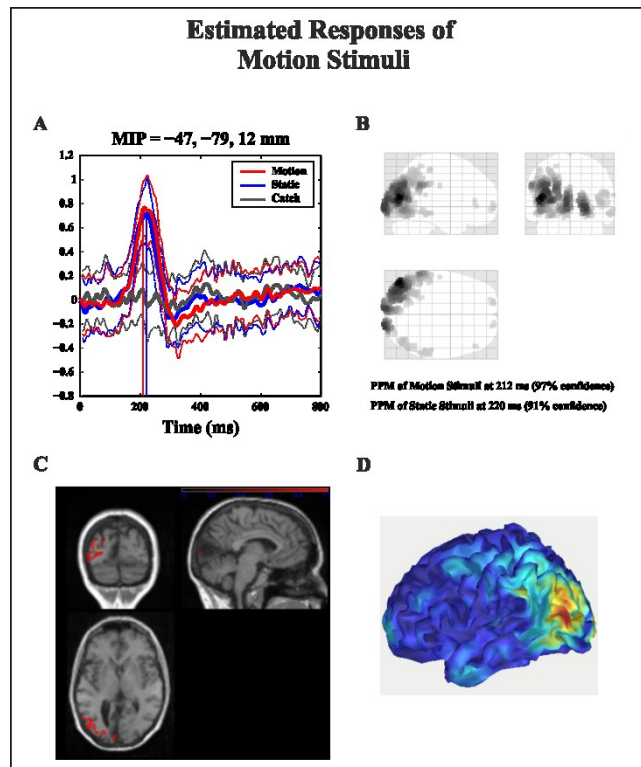 Estimated Responses of
Motion Stimuli
A
MIP = −47, −79, 12 mm
1.2
1
0.8
0.6
0.4
0.2
0
−0.2
−0.4
−0.6
−0.8
Motion
Static
Catch
0
200
400
600
800
Time (ms)
B
PPM of Motion Stimuli at 212 ms (97% confidence)
PPM of Static Stimuli at 220 ms (91% confidence)
C
D